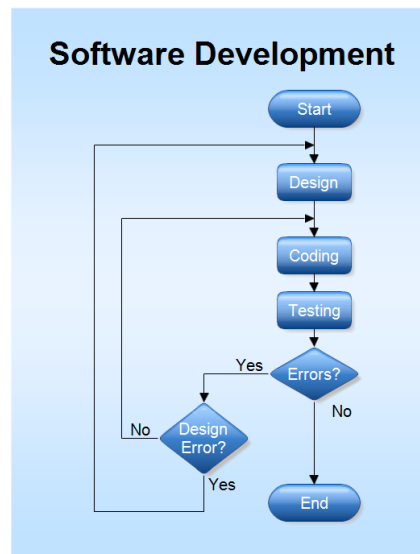 Software Development
Start
Design
Coding
Testing
Errors?
Yes
No
Design
Error?
No
Yes
End